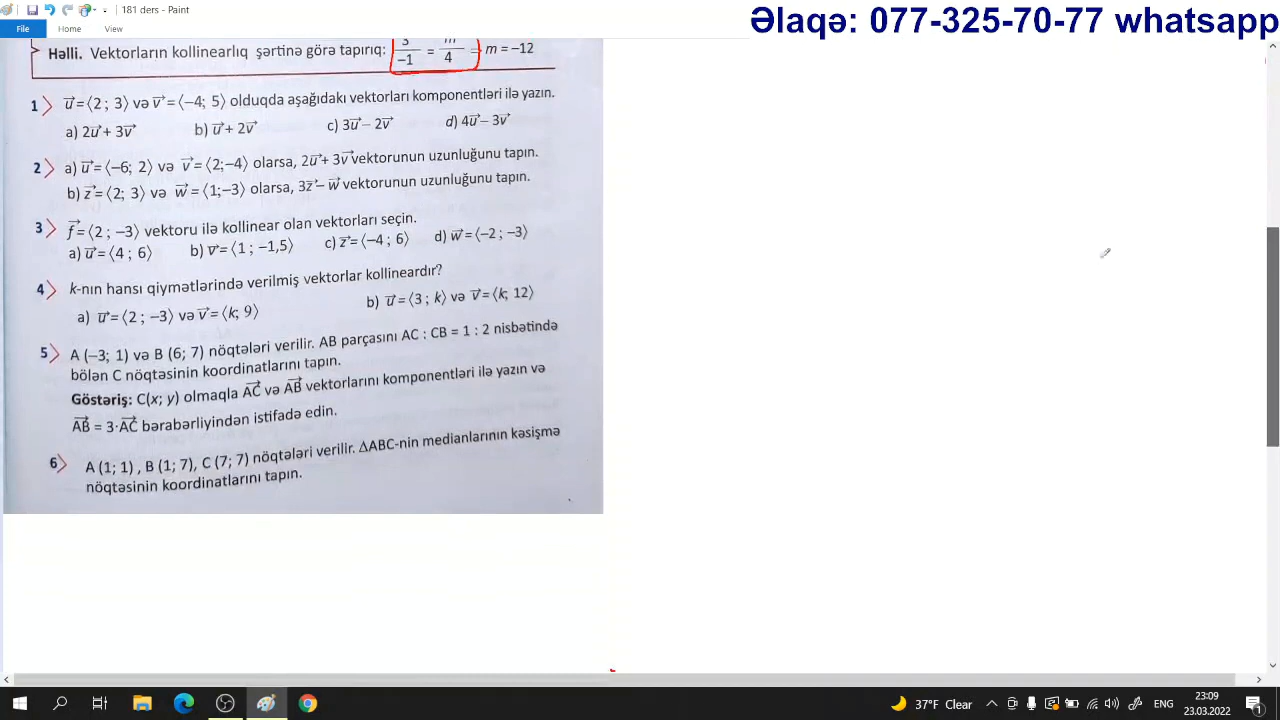 181 ders - Paint
Əlaqə: 077-325-70-77 whatsapp
File Home View
Həlli. Vektorların kollinearlıq şərtinə görə tapırıq: 3/−1 = m/4 ⇒ m = −12
1 u⃗ = ⟨2 ; 3⟩ və v⃗ = ⟨−4; 5⟩ olduqda aşağıdakı vektorları komponentləri ilə yazın.
a) 2u⃗ + 3v⃗ b) u⃗ + 2v⃗ c) 3u⃗ − 2v⃗ d) 4u⃗ − 3v⃗
2 a) u⃗ = ⟨−6; 2⟩ və v⃗ = ⟨2;−4⟩ olarsa, 2u⃗ + 3v⃗ vektorunun uzunluğunu tapın.
b) z⃗ = ⟨2; 3⟩ və w⃗ = ⟨1;−3⟩ olarsa, 3z⃗ − w⃗ vektorunun uzunluğunu tapın.
3 f⃗ = ⟨2 ; −3⟩ vektoru ilə kollinear olan vektorları seçin.
a) u⃗ = ⟨4 ; 6⟩ b) v⃗ = ⟨1 ; −1,5⟩ c) z⃗ = ⟨−4 ; 6⟩ d) w⃗ = ⟨−2 ; −3⟩
4 k-nın hansı qiymətlərində verilmiş vektorlar kollineardır?
a) u⃗ = ⟨2 ; −3⟩ və v⃗ = ⟨k; 9⟩ b) u⃗ = ⟨3 ; k⟩ və v⃗ = ⟨k; 12⟩
5 A (−3; 1) və B (6; 7) nöqtələri verilir. AB parçasını AC : CB = 1 : 2 nisbətində
bölən C nöqtəsinin koordinatlarını tapın.
Göstəriş: C(x; y) olmaqla AC⃗ və AB⃗ vektorlarını komponentləri ilə yazın və
AB⃗ = 3·AC⃗ bərabərliyindən istifadə edin.
6 A (1; 1) , B (1; 7), C (7; 7) nöqtələri verilir. ΔABC-nin medianlarının kəsişmə
nöqtəsinin koordinatlarını tapın.
37°F Clear ENG 23:09
23.03.2022
1